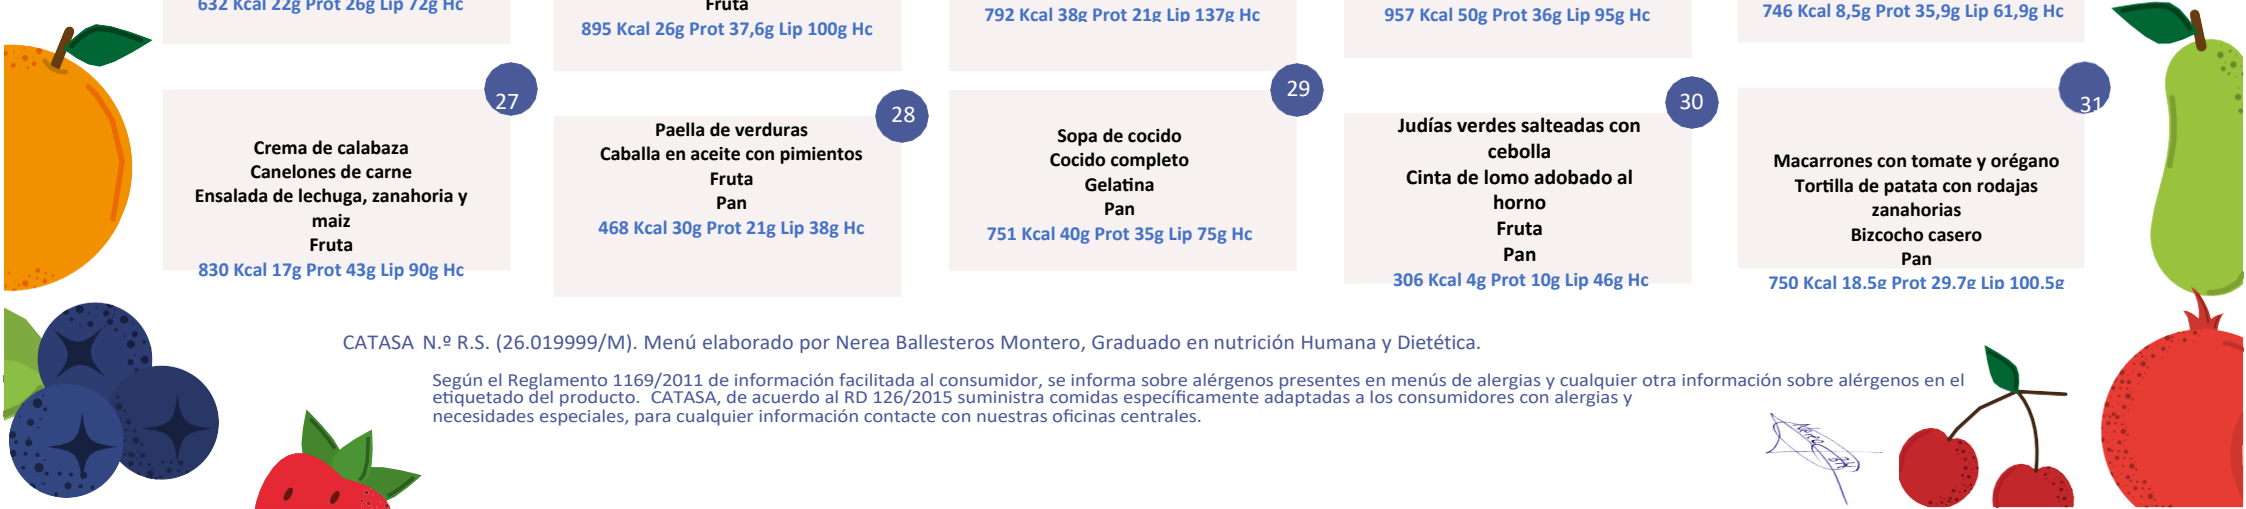 632 Kcal 22g Prot 26g Lip 72g Hc
Fruta
895 Kcal 26g Prot 37,6g Lip 100g Hc
792 Kcal 38g Prot 21g Lip 137g Hc
957 Kcal 50g Prot 36g Lip 95g Hc
746 Kcal 8,5g Prot 35,9g Lip 61,9g Hc
27
Crema de calabaza
Canelones de carne
Ensalada de lechuga, zanahoria y
maiz
Fruta
830 Kcal 17g Prot 43g Lip 90g Hc
28
Paella de verduras
Caballa en aceite con pimientos
Fruta
Pan
468 Kcal 30g Prot 21g Lip 38g Hc
29
Sopa de cocido
Cocido completo
Gelatina
Pan
751 Kcal 40g Prot 35g Lip 75g Hc
30
Judías verdes salteadas con
cebolla
Cinta de lomo adobado al
horno
Fruta
Pan
306 Kcal 4g Prot 10g Lip 46g Hc
31
Macarrones con tomate y orégano
Tortilla de patata con rodajas
zanahorias
Bizcocho casero
Pan
750 Kcal 18.5g Prot 29.7g Lip 100.5g
CATASA N.º R.S. (26.019999/M). Menú elaborado por Nerea Ballesteros Montero, Graduado en nutrición Humana y Dietética.
Según el Reglamento 1169/2011 de información facilitada al consumidor, se informa sobre alérgenos presentes en menús de alergias y cualquier otra información sobre alérgenos en el
etiquetado del producto. CATASA, de acuerdo al RD 126/2015 suministra comidas específicamente adaptadas a los consumidores con alergias y
necesidades especiales, para cualquier información contacte con nuestras oficinas centrales.